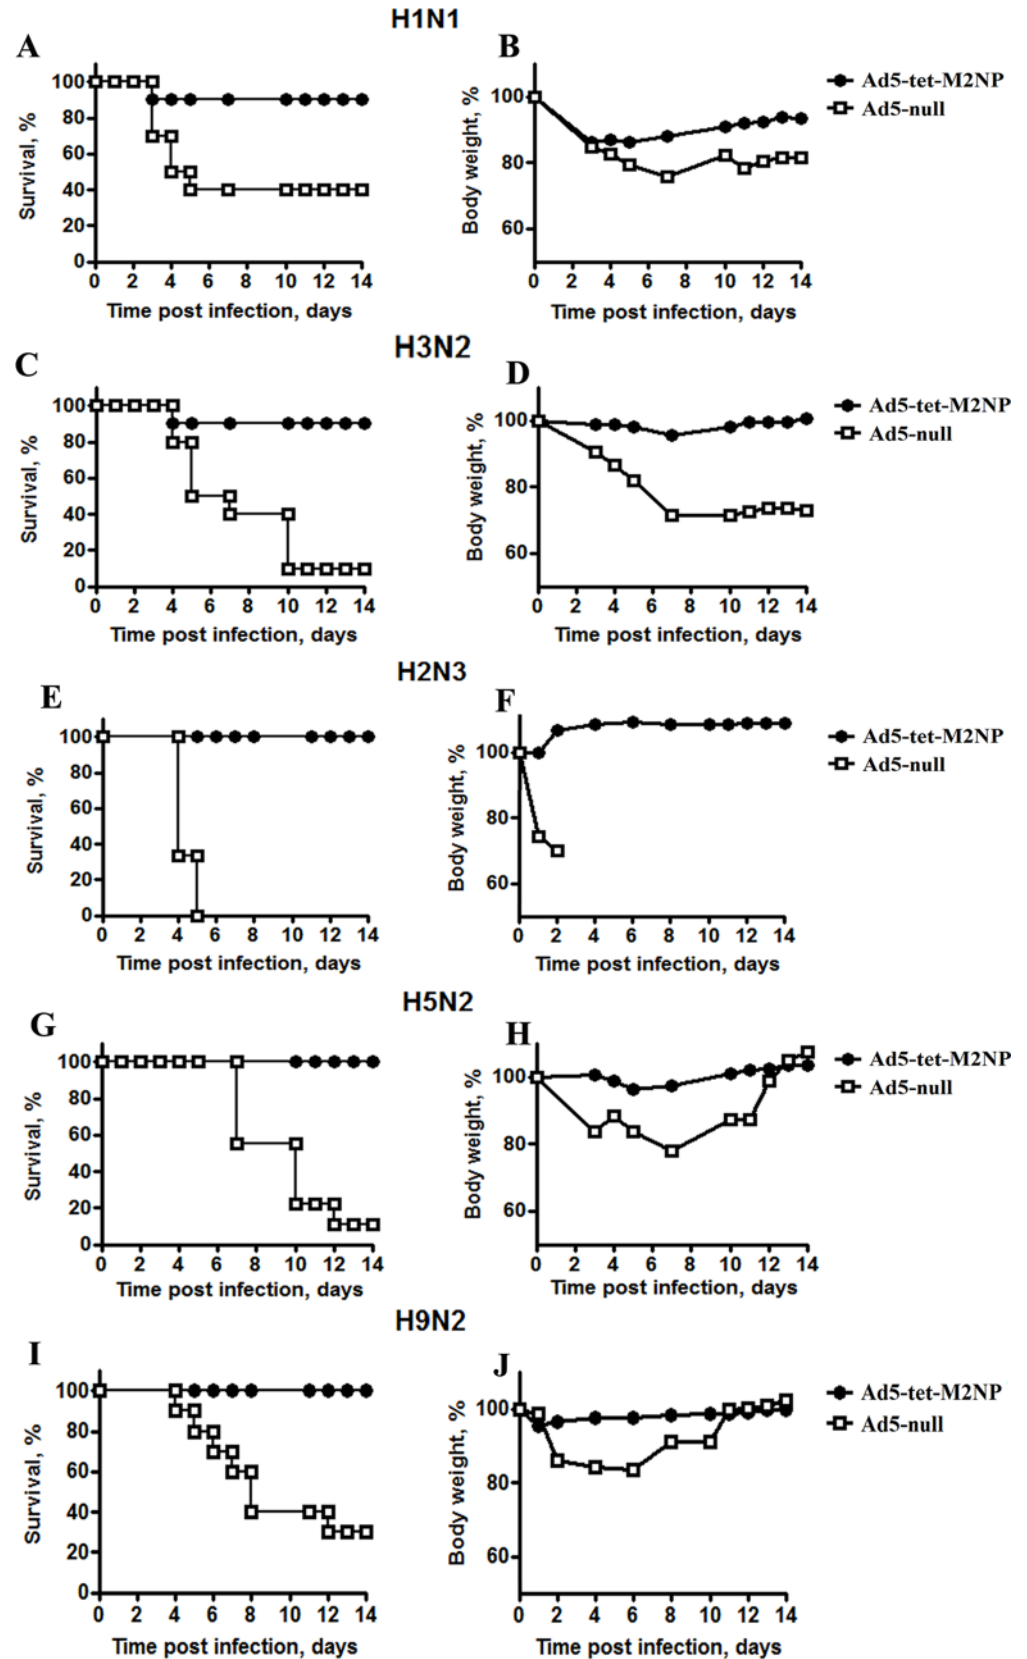 H1N1
A
B
Survival, %
100
80
60
40
20
0
0 2 4 6 8 10 12 14
Time post infection, days
Body weight, %
100
80
60
0 2 4 6 8 10 12 14
Time post infection, days
Ad5-tet-M2NP
Ad5-null
H3N2
C
D
Survival, %
100
80
60
40
20
0
0 2 4 6 8 10 12 14
Time post infection, days
Body weight, %
100
80
60
0 2 4 6 8 10 12 14
Time post infection, days
Ad5-tet-M2NP
Ad5-null
H2N3
E
F
Survival, %
100
80
60
40
20
0
0 2 4 6 8 10 12 14
Time post infection, days
Body weight, %
100
80
60
0 2 4 6 8 10 12 14
Time post infection, days
Ad5-tet-M2NP
Ad5-null
H5N2
G
H
Survival, %
100
80
60
40
20
0
0 2 4 6 8 10 12 14
Time post infection, days
Body weight, %
100
80
60
0 2 4 6 8 10 12 14
Time post infection, days
Ad5-tet-M2NP
Ad5-null
H9N2
I
J
Survival, %
100
80
60
40
20
0
0 2 4 6 8 10 12 14
Time post infection, days
Body weight, %
100
80
60
0 2 4 6 8 10 12 14
Time post infection, days
Ad5-tet-M2NP
Ad5-null